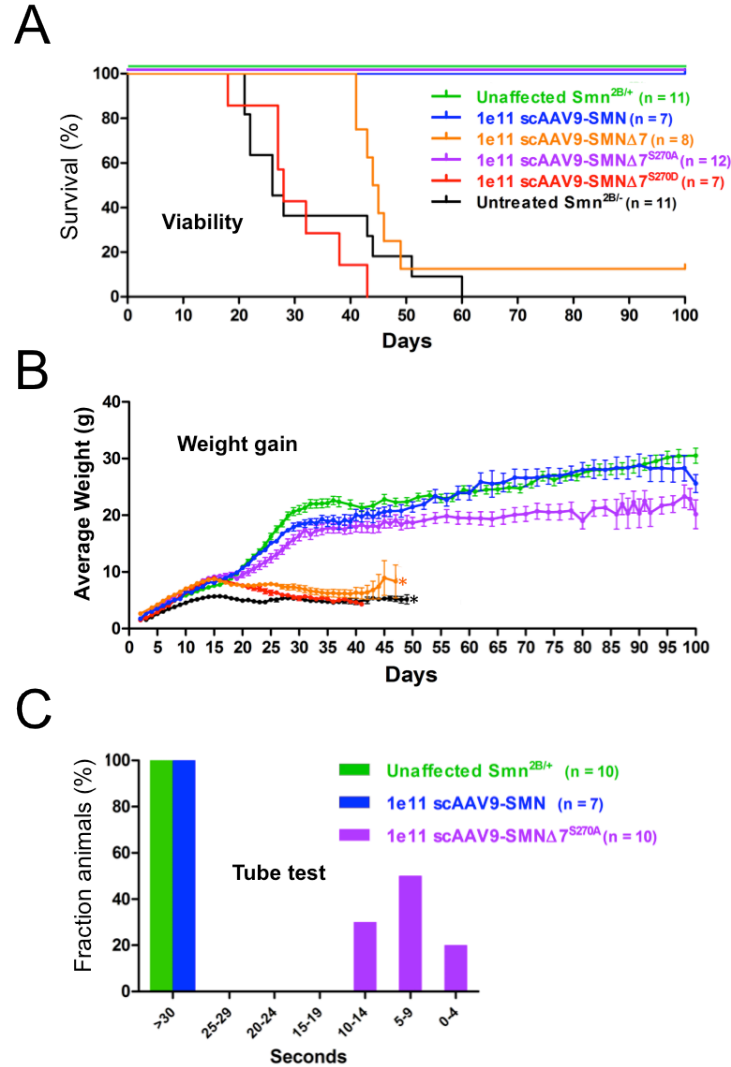 A
Survival (%)
100
80
60
40
20
0
Viability
Unaffected Smn2B/+ (n = 11)
1e11 scAAV9-SMN (n = 7)
1e11 scAAV9-SMNΔ7 (n = 8)
1e11 scAAV9-SMNΔ7S270A (n = 12)
1e11 scAAV9-SMNΔ7S270D (n = 7)
Untreated Smn2B/- (n = 11)
0 10 20 30 40 50 60 70 80 90 100
Days
B
Average Weight (g)
40
30
20
10
0
Weight gain
*
*
0 5 10 15 20 25 30 35 40 45 50 55 60 65 70 75 80 85 90 95 100
Days
C
Fraction animals (%)
100
80
60
40
20
0
Unaffected Smn2B/+ (n = 10)
1e11 scAAV9-SMN (n = 7)
1e11 scAAV9-SMNΔ7S270A (n = 10)
Tube test
>30 25-29 20-24 15-19 10-14 5-9 0-4
Seconds